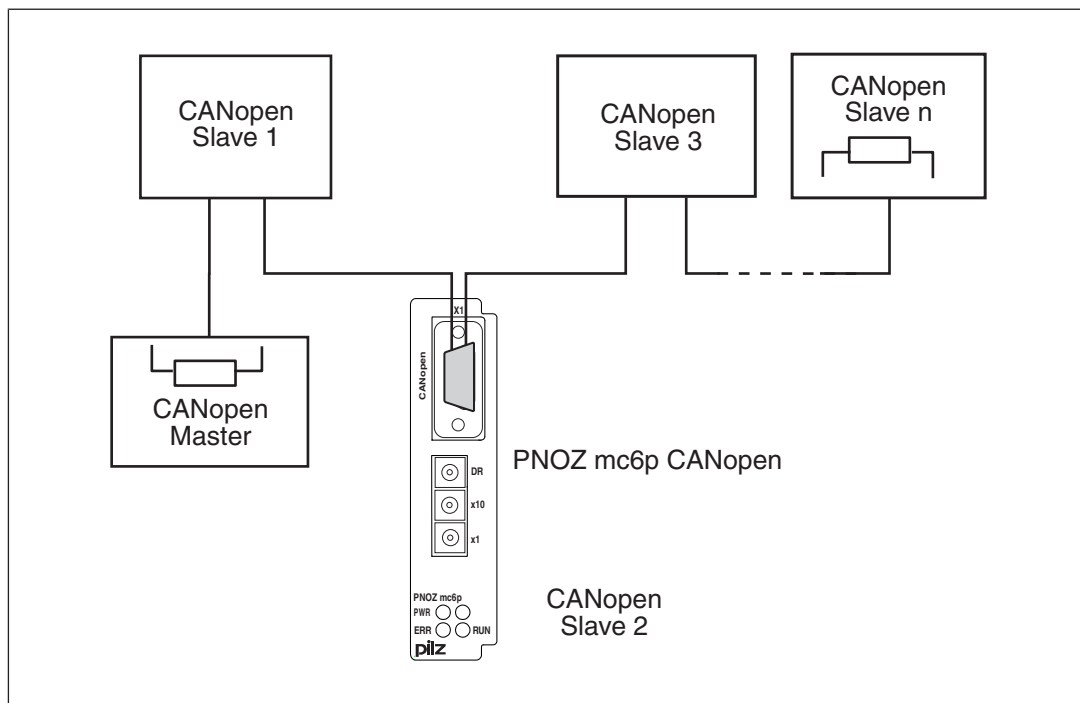 CANopen
Slave 1
CANopen
Slave 3
CANopen
Slave n
X1
CANopen
CANopen
Master
PNOZ mc6p CANopen
DR
x10
x1
CANopen
Slave 2
PNOZ mc6p
PWR
ERR RUN
pilz